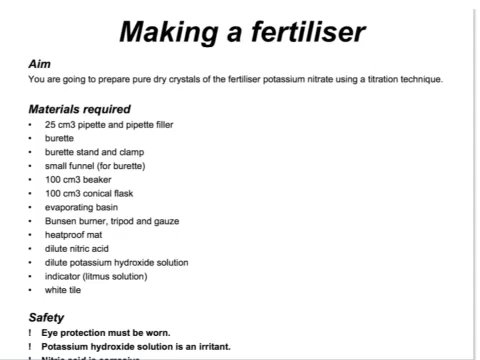 Making a fertiliser
Aim
You are going to prepare pure dry crystals of the fertiliser potassium nitrate using a titration technique.
Materials required
• 25 cm3 pipette and pipette filler
• burette
• burette stand and clamp
• small funnel (for burette)
• 100 cm3 beaker
• 100 cm3 conical flask
• evaporating basin
• Bunsen burner, tripod and gauze
• heatproof mat
• dilute nitric acid
• dilute potassium hydroxide solution
• indicator (litmus solution)
• white tile
Safety
! Eye protection must be worn.
! Potassium hydroxide solution is an irritant.
! Nitric acid is corrosive